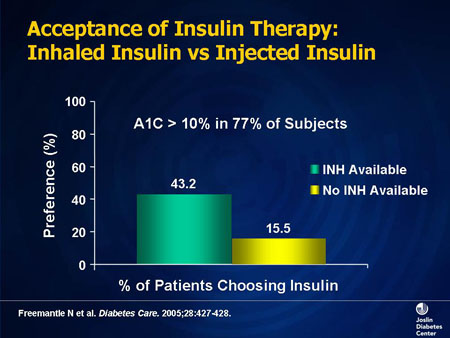 Acceptance of Insulin Therapy:
Inhaled Insulin vs Injected Insulin
100
80
60
40
20
0
Preference (%)
A1C > 10% in 77% of Subjects
INH Available
No INH Available
43.2
15.5
% of Patients Choosing Insulin
Freemantle N et al. Diabetes Care. 2005;28:427-428.
Joslin
Diabetes
Center